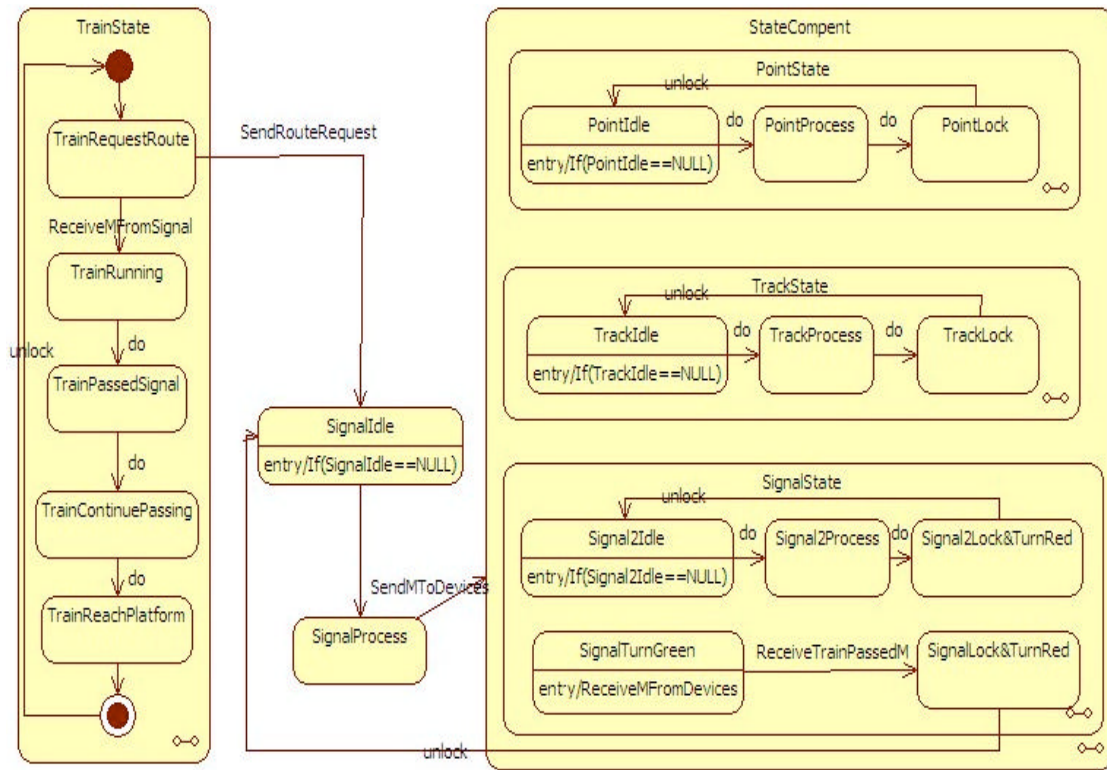 TrainState
TrainRequestRoute
ReceiveMFromSignal
TrainRunning
do
unlock
TrainPassedSignal
do
TrainContinuePassing
do
TrainReachPlatform
SendRouteRequest
SignalIdle
entry/If(SignalIdle==NULL)
SendMToDevices
SignalProcess
unlock
StateCompent
PointState
unlock
PointIdle
entry/If(PointIdle==NULL)
do
PointProcess
do
PointLock
TrackState
unlock
TrackIdle
entry/If(TrackIdle==NULL)
do
TrackProcess
do
TrackLock
SignalState
unlock
Signal2Idle
entry/If(Signal2Idle==NULL)
do
Signal2Process
do
Signal2Lock&TurnRed
SignalTurnGreen
entry/ReceiveMFromDevices
ReceiveTrainPassedM
SignalLock&TurnRed